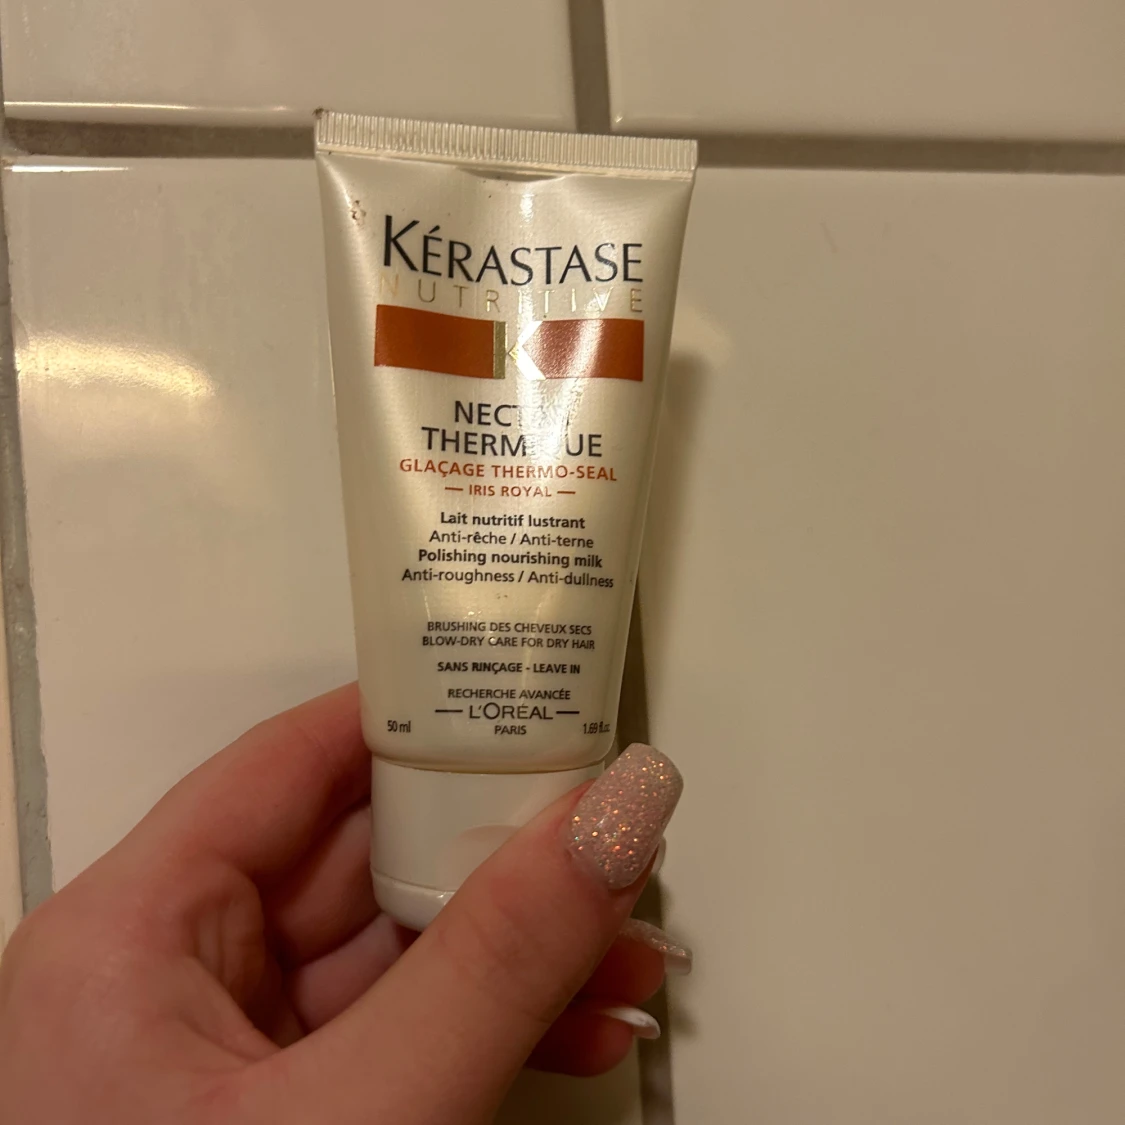 KÉRASTASE
NUTRITIVE
K
THERMIQUE
GLAÇAGE THERMO-SEAL
— IRIS ROYAL —
Lait nutritif lustrant
Anti-rêche / Anti-terne
Polishing nourishing milk
Anti-roughness / Anti-dullness
BRUSHING DES CHEVEUX SECS
BLOW-DRY CARE FOR DRY HAIR
SANS RINÇAGE - LEAVE IN
RECHERCHE AVANCÉE
— L'ORÉAL —
50 ml PARIS 1.69 fl.oz